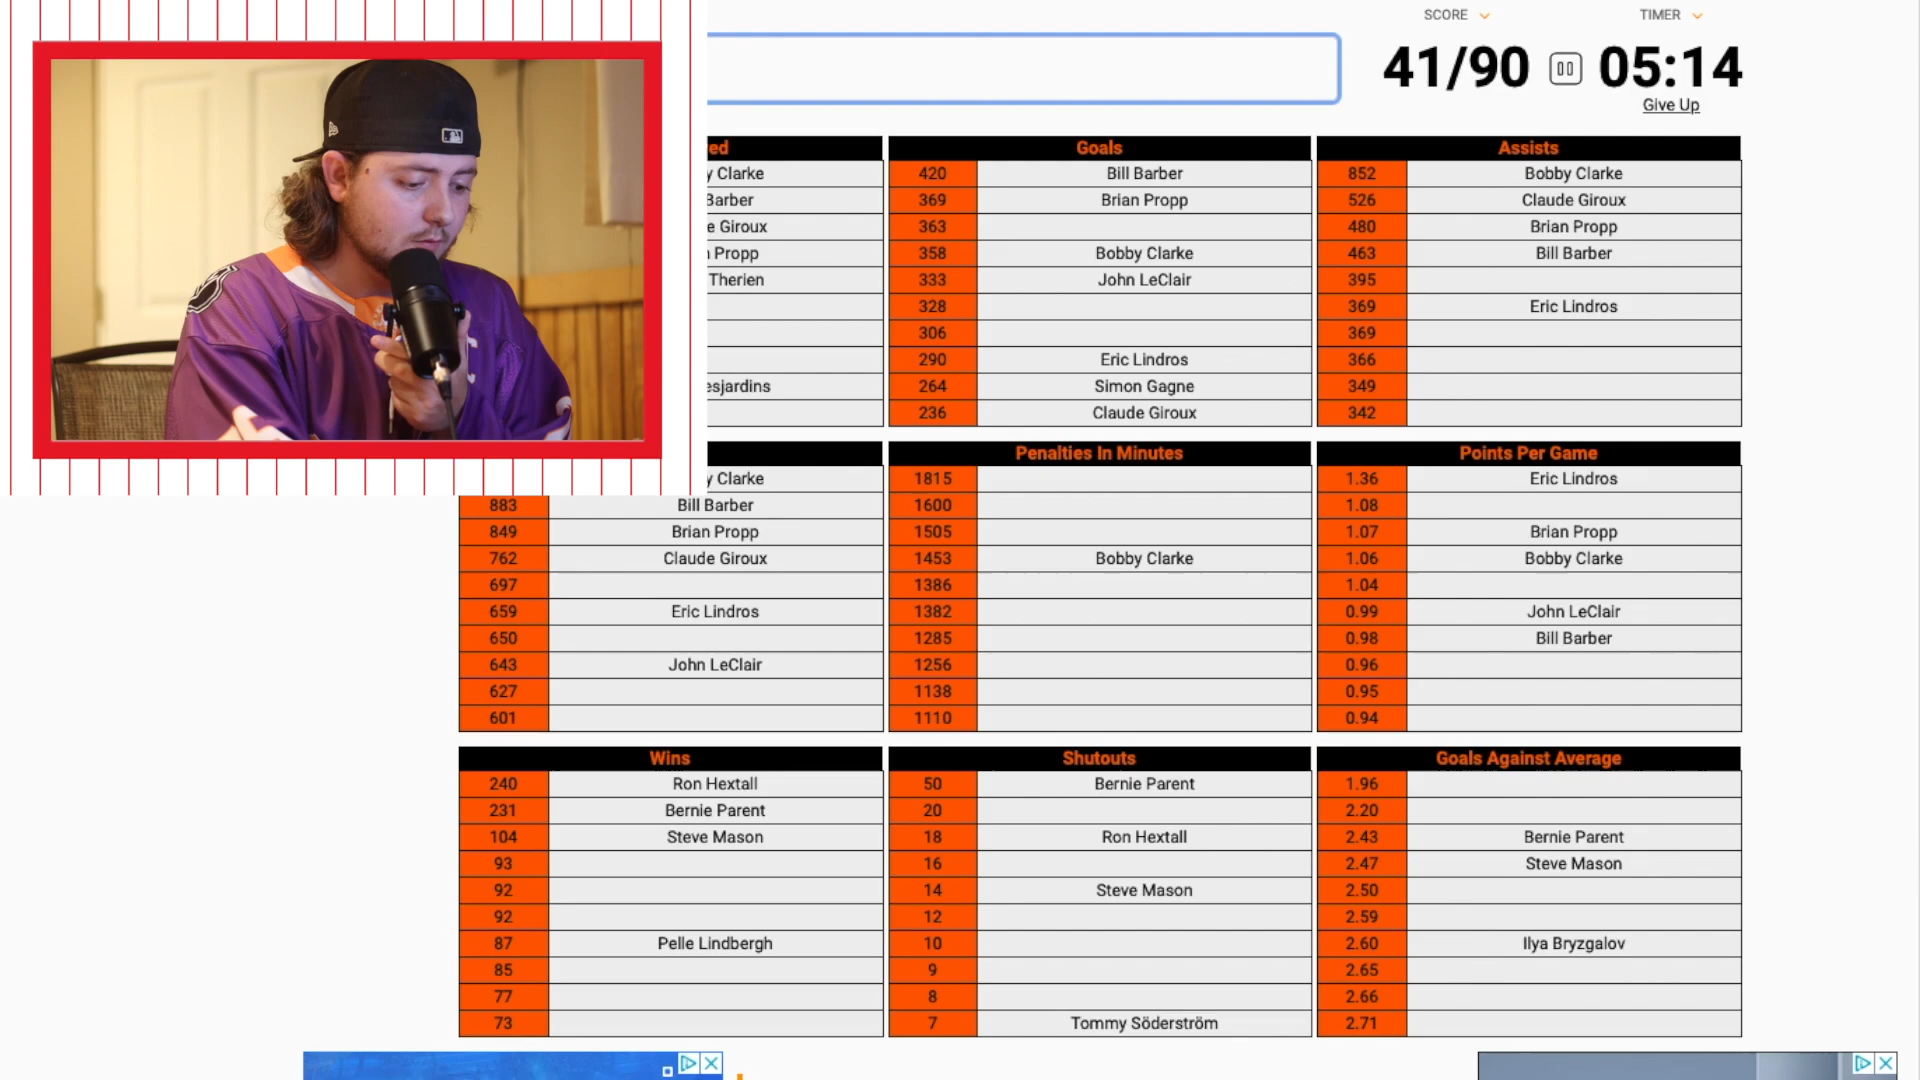 SCORE
TIMER
41/90
05:14
Give Up
ed
y Clarke
Barber
e Giroux
n Propp
Therien
esjardins
Goals
420 Bill Barber
369 Brian Propp
363
358 Bobby Clarke
333 John LeClair
328
306
290 Eric Lindros
264 Simon Gagne
236 Claude Giroux
Assists
852 Bobby Clarke
526 Claude Giroux
480 Brian Propp
463 Bill Barber
395
369 Eric Lindros
369
366
349
342
y Clarke
883 Bill Barber
849 Brian Propp
762 Claude Giroux
697
659 Eric Lindros
650
643 John LeClair
627
601
Penalties In Minutes
1815
1600
1505
1453 Bobby Clarke
1386
1382
1285
1256
1138
1110
Points Per Game
1.36 Eric Lindros
1.08
1.07 Brian Propp
1.06 Bobby Clarke
1.04
0.99 John LeClair
0.98 Bill Barber
0.96
0.95
0.94
Wins
240 Ron Hextall
231 Bernie Parent
104 Steve Mason
93
92
92
87 Pelle Lindbergh
85
77
73
Shutouts
50 Bernie Parent
20
18 Ron Hextall
16
14 Steve Mason
12
10
9
8
7 Tommy Söderström
Goals Against Average
1.96
2.20
2.43 Bernie Parent
2.47 Steve Mason
2.50
2.59
2.60 Ilya Bryzgalov
2.65
2.66
2.71